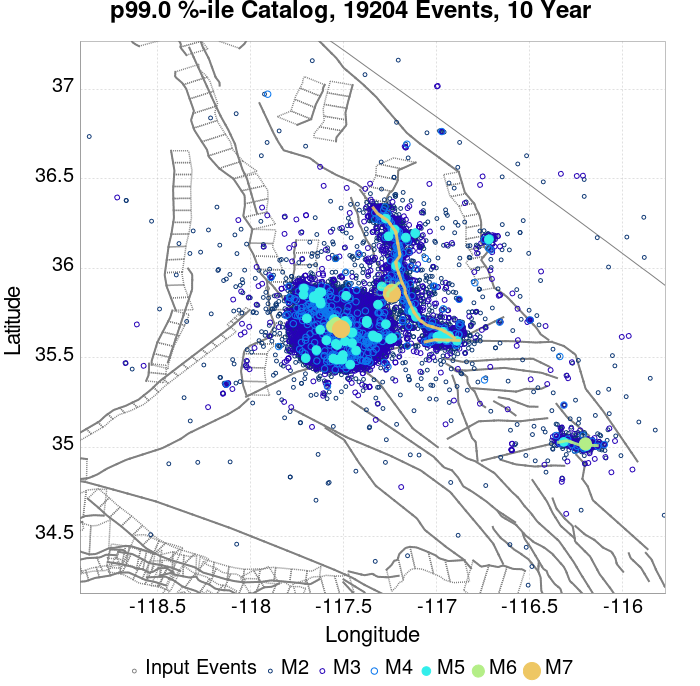 p99.0 %-ile Catalog, 19204 Events, 10 Year
37
36.5
36
35.5
35
34.5
Latitude
-118.5 -118 -117.5 -117 -116.5 -116
Longitude
Input Events M2 M3 M4 M5 M6 M7